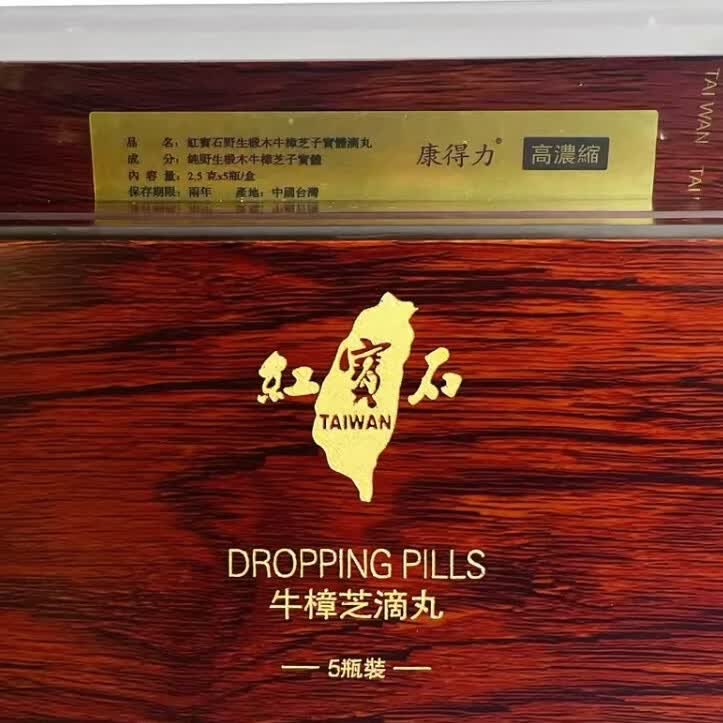 品 名：紅寶石野生椴木牛樟芝子實體滴丸
成 分：純野生椴木牛樟芝子實體
內 容 量：2.5 克x5瓶/盒
保存期限：兩年 產地：中國台灣
康得力®
高濃縮
TAIWAN
TAI
紅寶石
TAIWAN
DROPPING PILLS
牛樟芝滴丸
5瓶裝